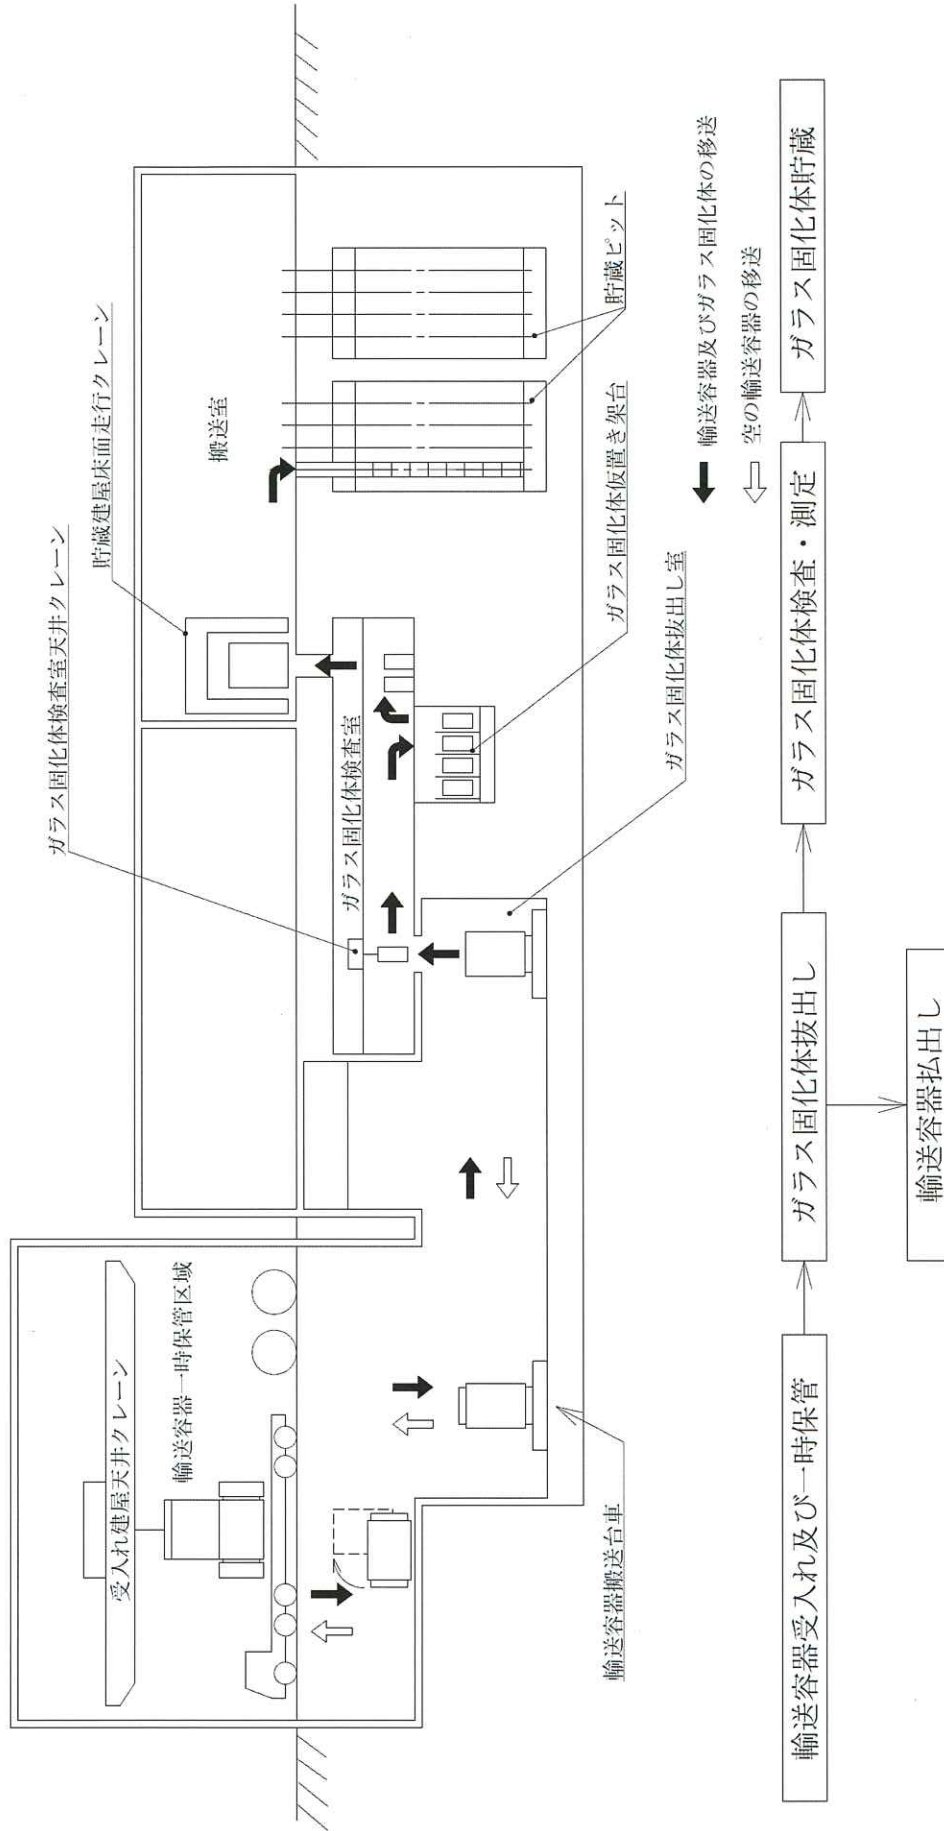 ガラス固化体検査室天井クレーン
貯蔵建屋床面走行クレーン
搬送室
受入れ建屋天井クレーン
輸送容器一時保管区域
ガラス固化体検査室
貯蔵ピット
ガラス固化体仮置き架台
ガラス固化体抜出し室
輸送容器搬送台車
輸送容器及びガラス固化体の移送
空の輸送容器の移送
輸送容器受入れ及び一時保管
ガラス固化体抜出し
ガラス固化体検査・測定
ガラス固化体貯蔵
輸送容器払出し